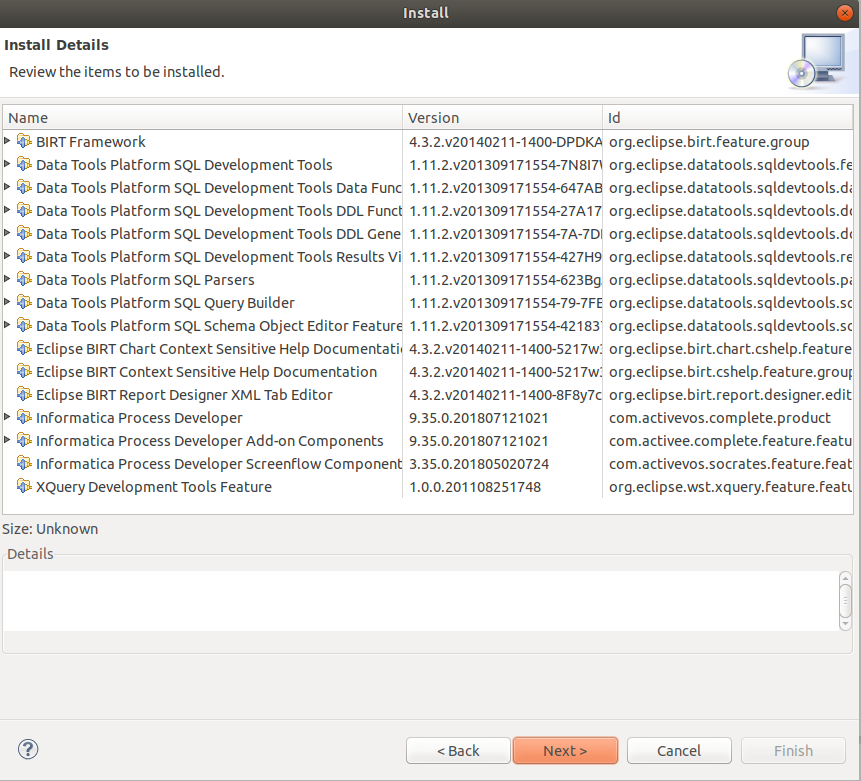 Install
Install Details
Review the items to be installed.
Name Version Id
BIRT Framework 4.3.2.v20140211-1400-DPDKA org.eclipse.birt.feature.group
Data Tools Platform SQL Development Tools 1.11.2.v201309171554-7N8I7 org.eclipse.datatools.sqldevtools.fe
Data Tools Platform SQL Development Tools Data Func 1.11.2.v201309171554-647AB org.eclipse.datatools.sqldevtools.da
Data Tools Platform SQL Development Tools DDL Funct 1.11.2.v201309171554-27A17 org.eclipse.datatools.sqldevtools.dd
Data Tools Platform SQL Development Tools DDL Gene 1.11.2.v201309171554-7A-7D org.eclipse.datatools.sqldevtools.dd
Data Tools Platform SQL Development Tools Results Vi 1.11.2.v201309171554-427H9 org.eclipse.datatools.sqldevtools.re
Data Tools Platform SQL Parsers 1.11.2.v201309171554-623Bg org.eclipse.datatools.sqldevtools.pa
Data Tools Platform SQL Query Builder 1.11.2.v201309171554-79-7FE org.eclipse.datatools.sqldevtools.sq
Data Tools Platform SQL Schema Object Editor Feature 1.11.2.v201309171554-42183 org.eclipse.datatools.sqldevtools.sc
Eclipse BIRT Chart Context Sensitive Help Documentati 4.3.2.v20140211-1400-5217w org.eclipse.birt.chart.cshelp.feature
Eclipse BIRT Context Sensitive Help Documentation 4.3.2.v20140211-1400-5217w org.eclipse.birt.cshelp.feature.group
Eclipse BIRT Report Designer XML Tab Editor 4.3.2.v20140211-1400-8F8y7c org.eclipse.birt.report.designer.edit
Informatica Process Developer 9.35.0.201807121021 com.activevos.complete.product
Informatica Process Developer Add-on Components 9.35.0.201807121021 com.activee.complete.feature.featu
Informatica Process Developer Screenflow Component 3.35.0.201805020724 com.activevos.socrates.feature.feat
XQuery Development Tools Feature 1.0.0.201108251748 org.eclipse.wst.xquery.feature.featu
Size: Unknown
Details
?
< Back Next > Cancel Finish